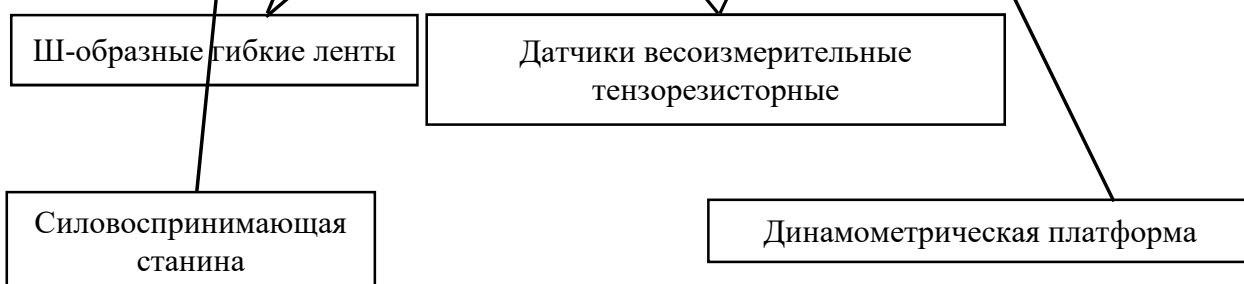 Ш-образные гибкие ленты
Датчики весоизмерительные
тензорезисторные
Силовоспринимающая
станина
Динамометрическая платформа